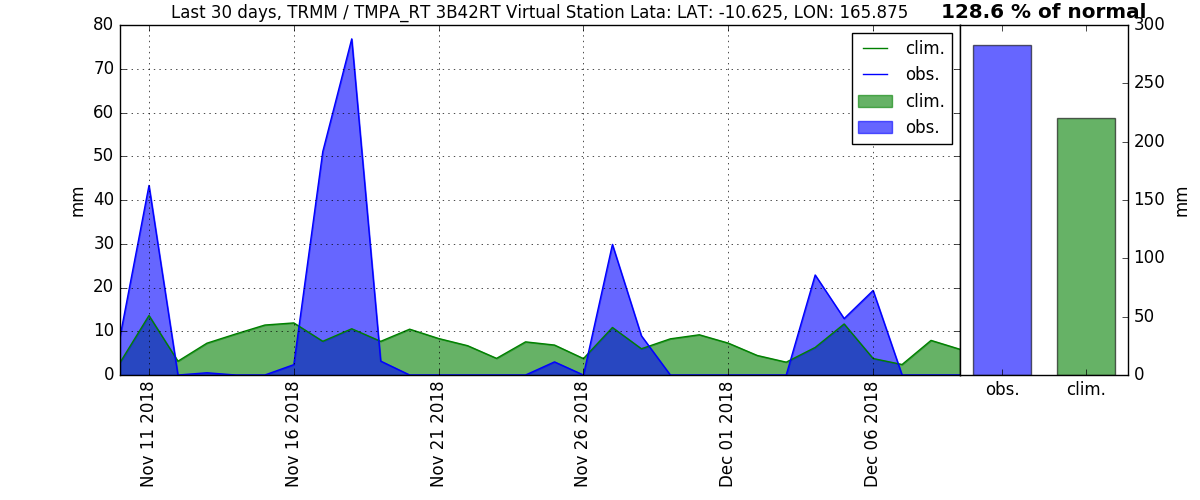 Last 30 days, TRMM / TMPA_RT 3B42RT Virtual Station Lata: LAT: -10.625, LON: 165.875
128.6 % of normal
80
70
60
50
40
30
20
10
0
mm
clim.
obs.
clim.
obs.
Nov 11 2018
Nov 16 2018
Nov 21 2018
Nov 26 2018
Dec 01 2018
Dec 06 2018
300
250
200
150
100
50
0
mm
obs.
clim.